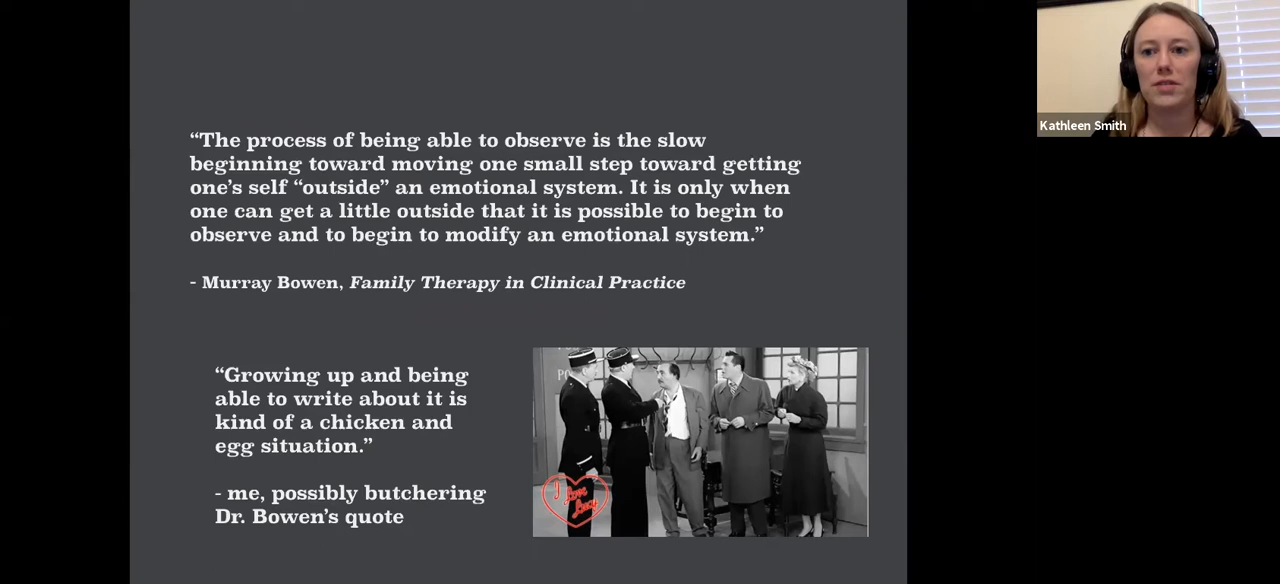 “The process of being able to observe is the slow
beginning toward moving one small step toward getting
one’s self “outside” an emotional system. It is only when
one can get a little outside that it is possible to begin to
observe and to begin to modify an emotional system.”
- Murray Bowen, Family Therapy in Clinical Practice
“Growing up and being
able to write about it is
kind of a chicken and
egg situation.”
- me, possibly butchering
Dr. Bowen’s quote
I Love
Lucy
Kathleen Smith